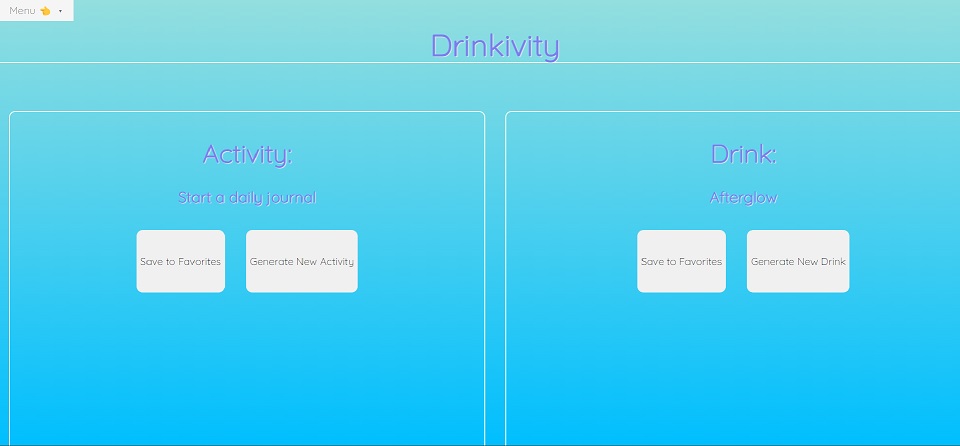 Menu 👈 ▾
Drinkivity
Activity:
Start a daily journal
Save to Favorites
Generate New Activity
Drink:
Afterglow
Save to Favorites
Generate New Drink